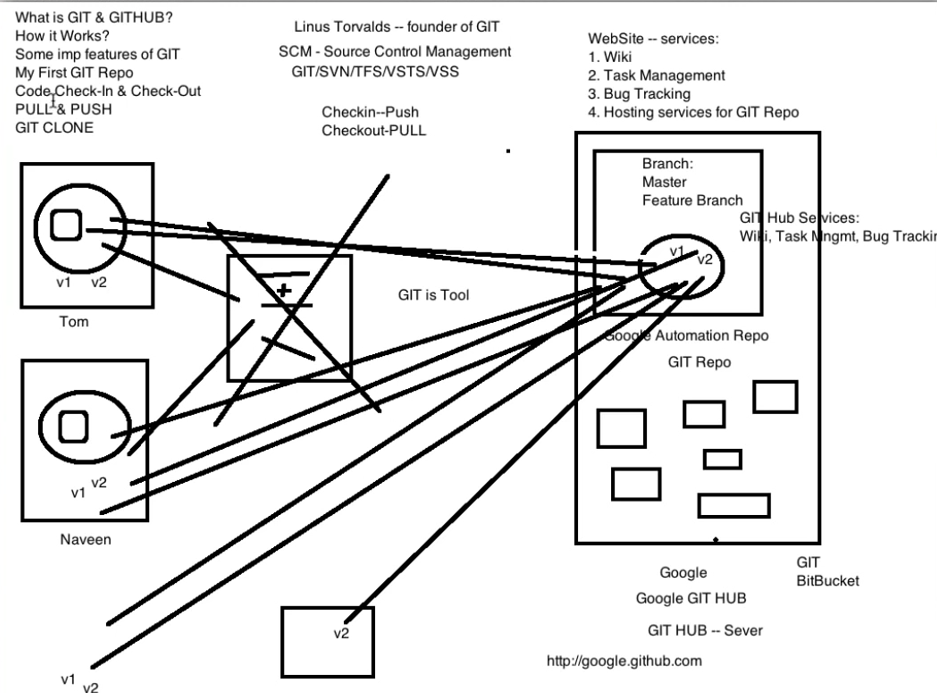 What is GIT & GITHUB?
How it Works?
Some imp features of GIT
My First GIT Repo
Code Check-In & Check-Out
PULL & PUSH
GIT CLONE
Linus Torvalds -- founder of GIT
SCM - Source Control Management
GIT/SVN/TFS/VSTS/VSS
Checkin--Push
Checkout-PULL
WebSite -- services:
1. Wiki
2. Task Management
3. Bug Tracking
4. Hosting services for GIT Repo
Branch:
Master
Feature Branch
GIT Hub Services:
Wiki, Task Mngmt, Bug Trackin
v1
v2
v1 v2
Tom
+
GIT is Tool
Google Automation Repo
GIT Repo
v1 v2
Naveen
Google
Google GIT HUB
GIT HUB -- Sever
http://google.github.com
GIT
BitBucket
v2
v1 v2